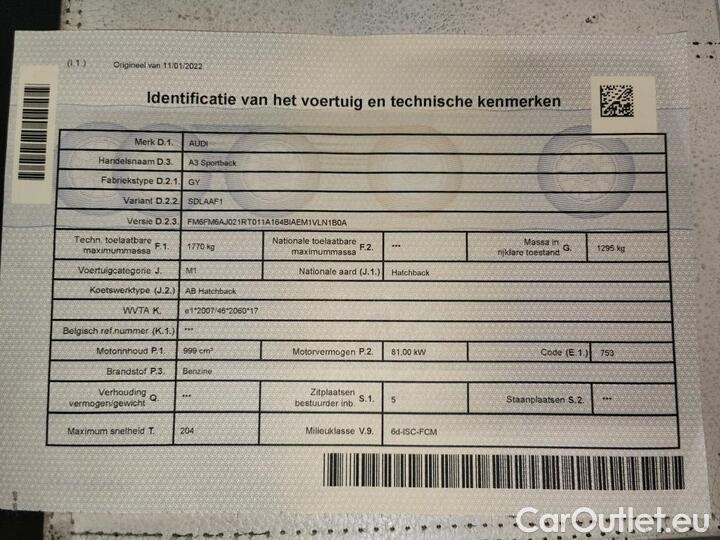 (I.1.) Origineel van 11/01/2022
Identificatie van het voertuig en technische kenmerken
Merk D.1. AUDI
Handelsnaam D.3. A3 Sportback
Fabriekstype D.2.1. GY
Variant D.2.2. SDLAAF1
Versie D.2.3. FM6FM6AJ021RT011A164BIAEM1VLN1B0A
Techn. toelaatbare maximummassa F.1. 1770 kg Nationale toelaatbare maximummassa F.2. *** Massa in rijklare toestand G. 1295 kg
Voertuigcategorie J. M1 Nationale aard (J.1.) Hatchback
Koetswerktype (J.2.) AB Hatchback
WVTA K. e1*2007/46*2060*17
Belgisch ref.nummer (K.1.) ***
Motorinhoud P.1. 999 cm³ Motorvermogen P.2. 81,00 kW Code (E.1.) 753
Brandstof P.3. Benzine
Verhouding vermogen/gewicht Q. *** Zitplaatsen bestuurder inb. S.1. 5 Staanplaatsen S.2. ***
Maximum snelheid T. 204 Milieuklasse V.9. 6d-ISC-FCM
CarOutlet.eu